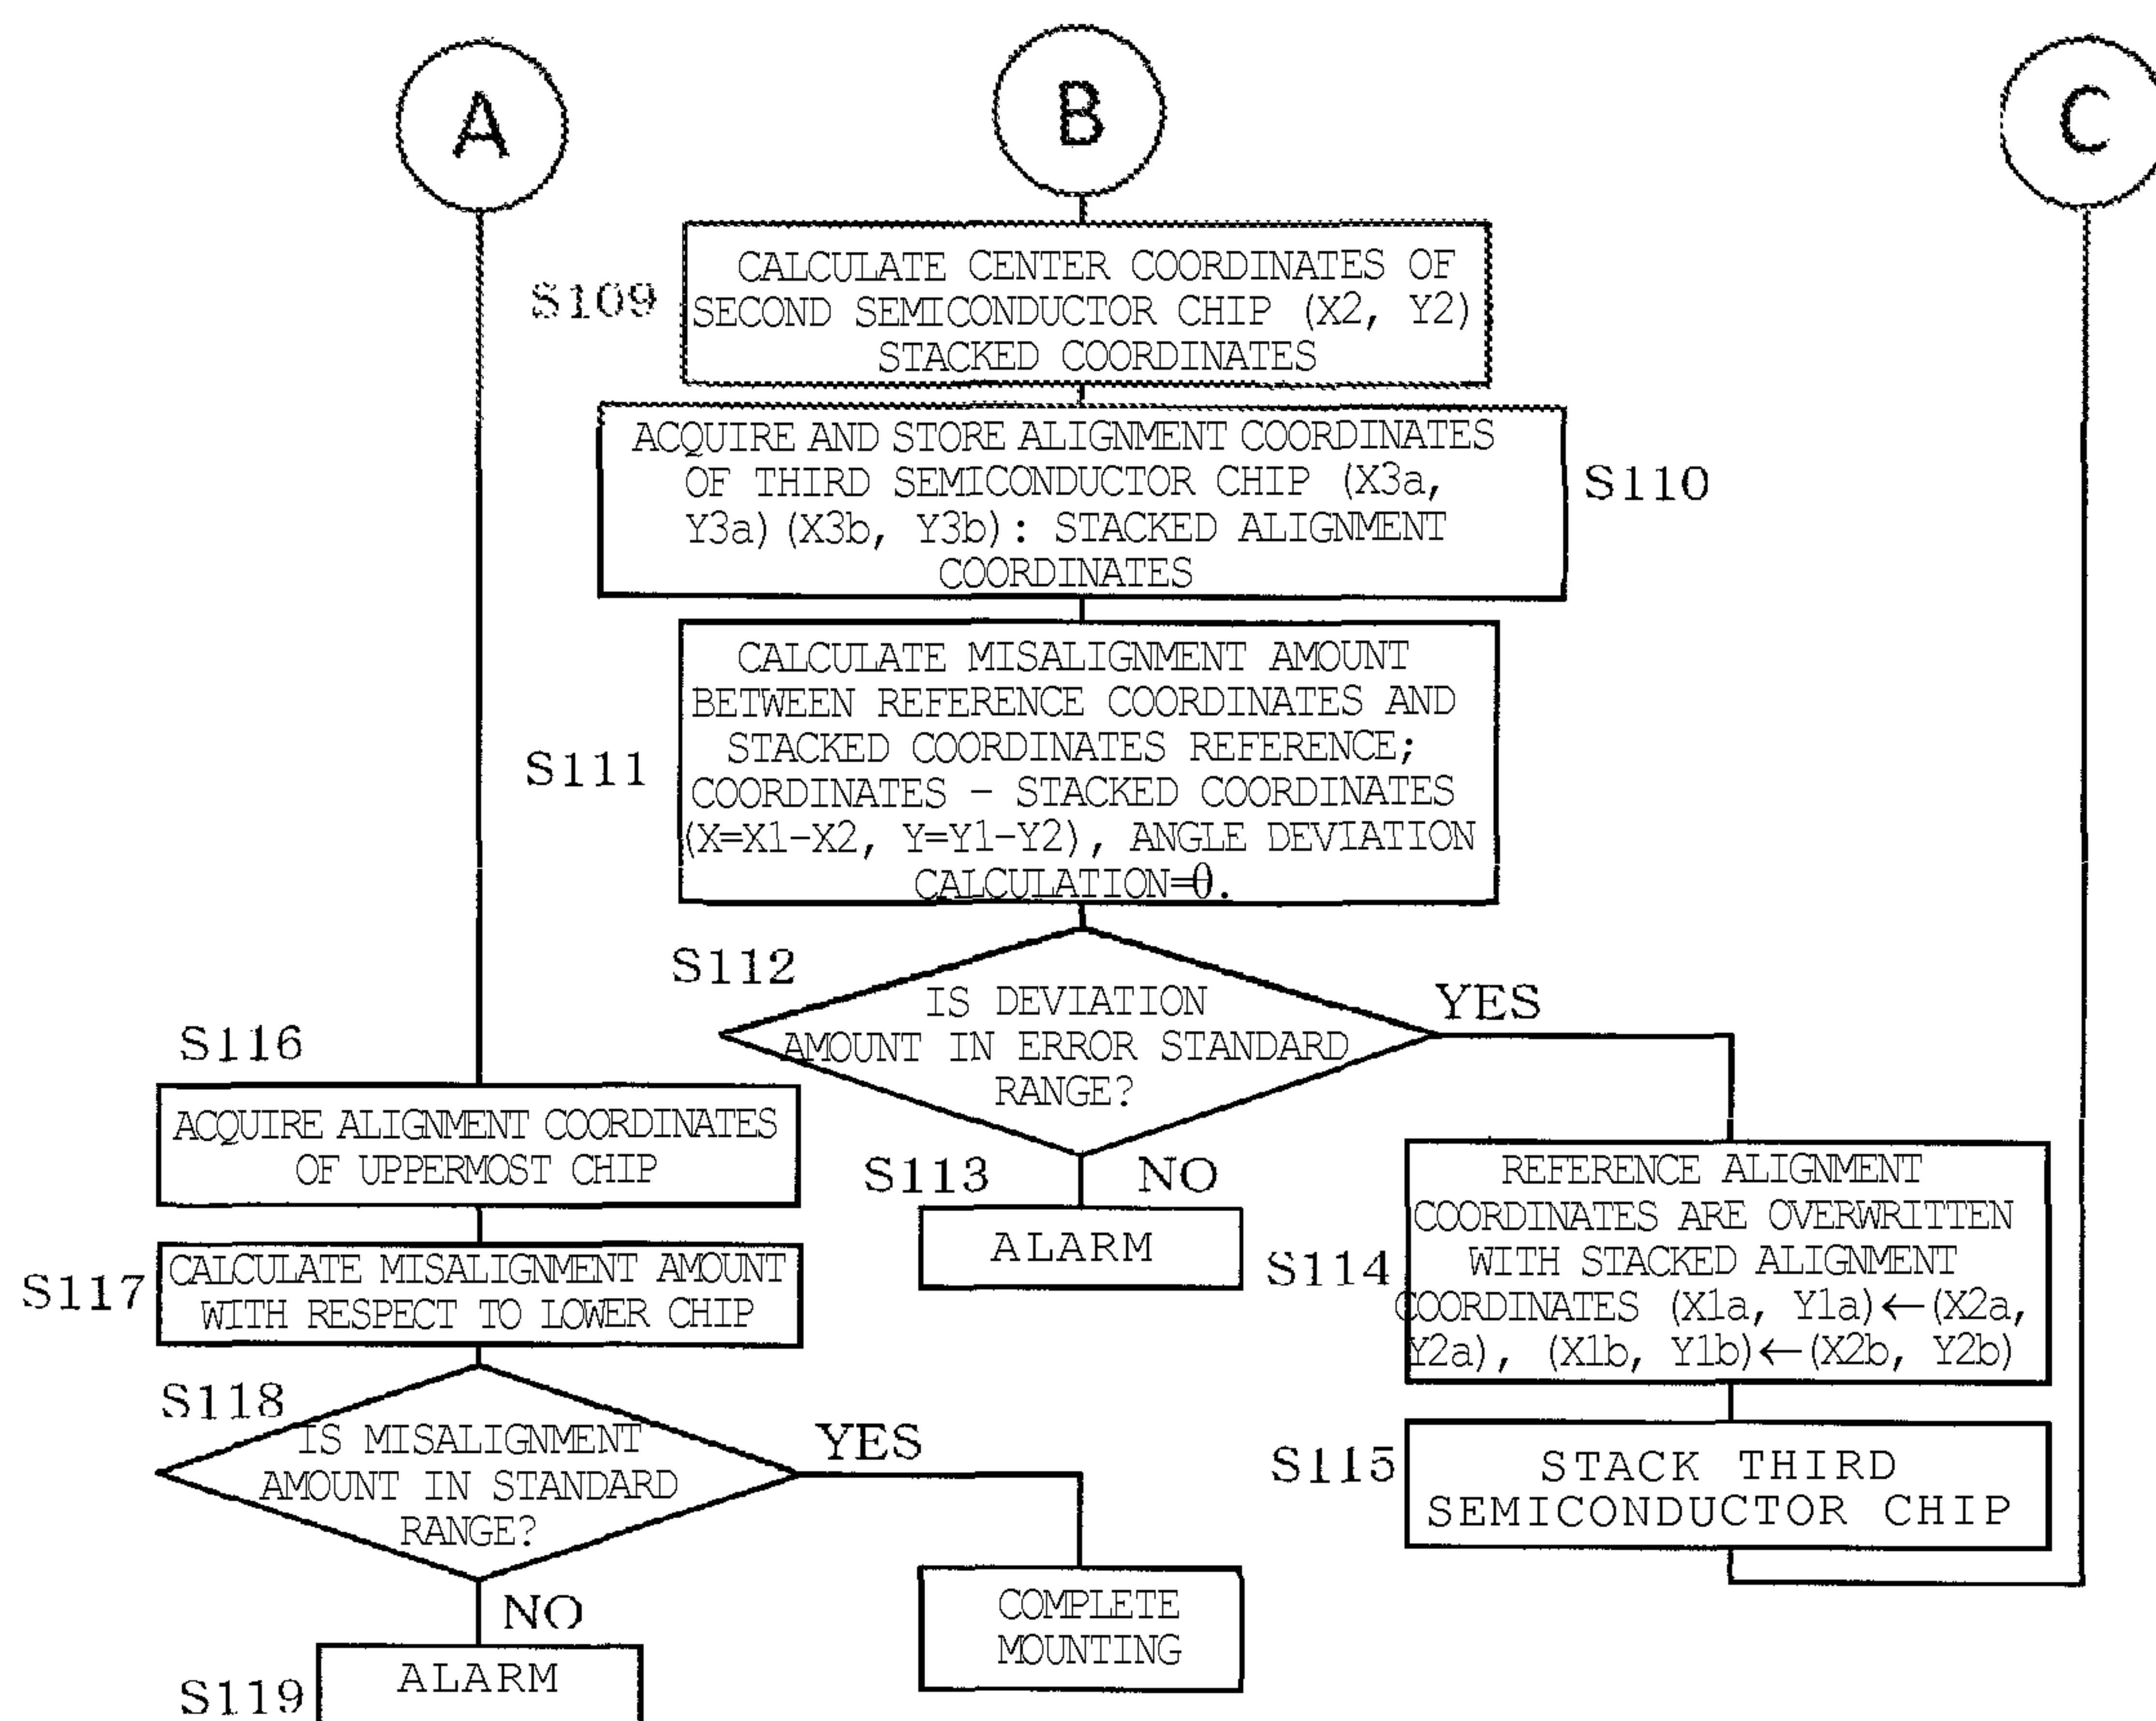 A
B
C
S109
CALCULATE CENTER COORDINATES OF
SECOND SEMICONDUCTOR CHIP (X2, Y2)
STACKED COORDINATES
ACQUIRE AND STORE ALIGNMENT COORDINATES
OF THIRD SEMICONDUCTOR CHIP (X3a,
Y3a) (X3b, Y3b): STACKED ALIGNMENT
COORDINATES
S110
S111
CALCULATE MISALIGNMENT AMOUNT
BETWEEN REFERENCE COORDINATES AND
STACKED COORDINATES REFERENCE;
COORDINATES - STACKED COORDINATES
(X=X1-X2, Y=Y1-Y2), ANGLE DEVIATION
CALCULATION=θ.
S112
IS DEVIATION
AMOUNT IN ERROR STANDARD
RANGE?
YES
S113
NO
ALARM
S114
REFERENCE ALIGNMENT
COORDINATES ARE OVERWRITTEN
WITH STACKED ALIGNMENT
COORDINATES (X1a, Y1a)←(X2a,
Y2a), (X1b, Y1b)←(X2b, Y2b)
S115
STACK THIRD
SEMICONDUCTOR CHIP
S116
ACQUIRE ALIGNMENT COORDINATES
OF UPPERMOST CHIP
S117
CALCULATE MISALIGNMENT AMOUNT
WITH RESPECT TO LOWER CHIP
S118
IS MISALIGNMENT
AMOUNT IN STANDARD
RANGE?
YES
NO
COMPLETE
MOUNTING
S119
ALARM